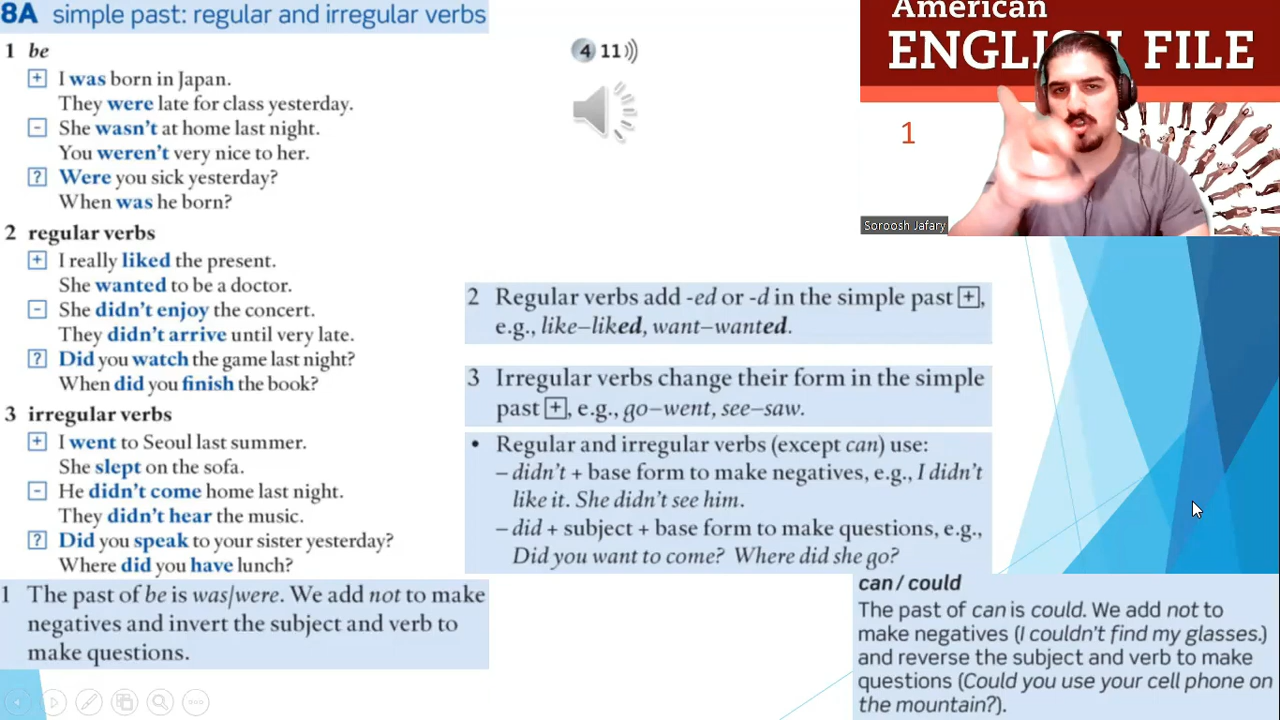 8A simple past: regular and irregular verbs
1 be
+ I was born in Japan.
They were late for class yesterday.
- She wasn't at home last night.
You weren't very nice to her.
? Were you sick yesterday?
When was he born?
2 regular verbs
+ I really liked the present.
She wanted to be a doctor.
- She didn't enjoy the concert.
They didn't arrive until very late.
? Did you watch the game last night?
When did you finish the book?
3 irregular verbs
+ I went to Seoul last summer.
She slept on the sofa.
- He didn't come home last night.
They didn't hear the music.
? Did you speak to your sister yesterday?
Where did you have lunch?
1 The past of be is was/were. We add not to make
negatives and invert the subject and verb to
make questions.
4 11
2 Regular verbs add -ed or -d in the simple past +,
e.g., like–liked, want–wanted.
3 Irregular verbs change their form in the simple
past +, e.g., go–went, see–saw.
• Regular and irregular verbs (except can) use:
– didn't + base form to make negatives, e.g., I didn't
like it. She didn't see him.
– did + subject + base form to make questions, e.g.,
Did you want to come? Where did she go?
American
ENGLISH FILE
1
Soroosh Jafary
can / could
The past of can is could. We add not to
make negatives (I couldn't find my glasses.)
and reverse the subject and verb to make
questions (Could you use your cell phone on
the mountain?).